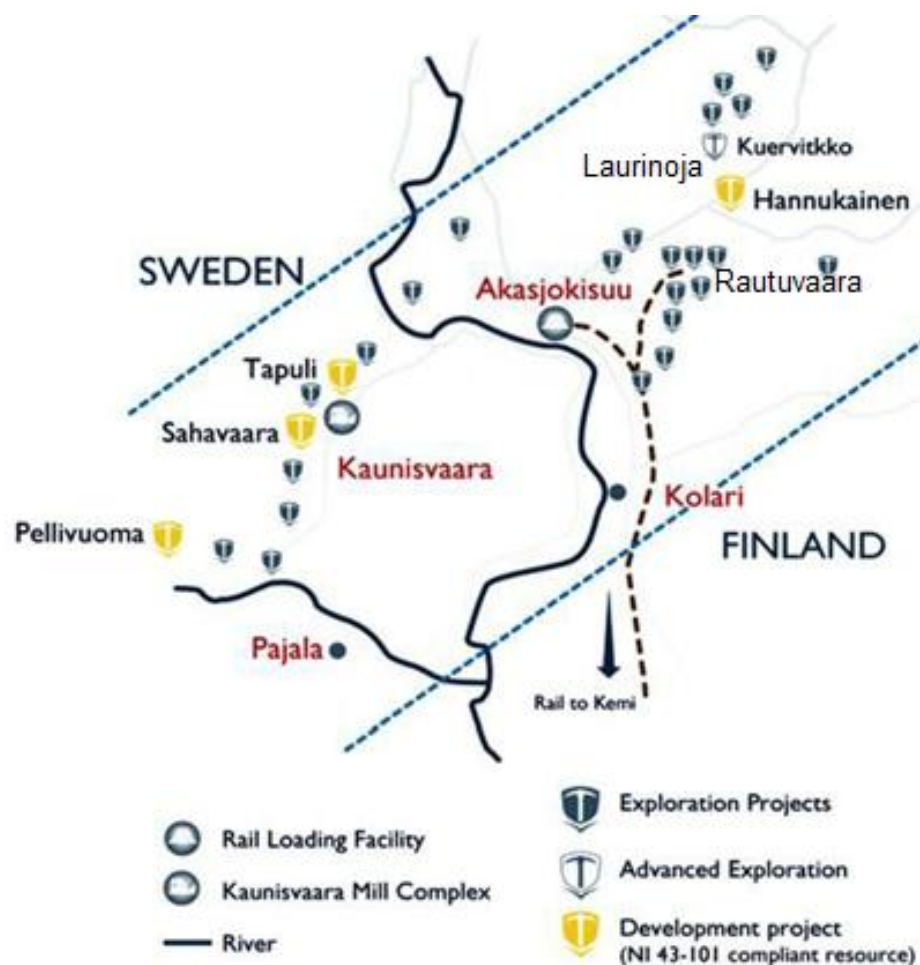 Kuervitkko
Laurinoja
Hannukainen
SWEDEN
Akasjokisuu
Rautuvaara
Tapuli
Sahavaara
Kaunisvaara
Kolari
Pellivuoma
FINLAND
Pajala
Rail to Kemi
Rail Loading Facility
Kaunisvaara Mill Complex
River
Exploration Projects
Advanced Exploration
Development project
(NI 43-101 compliant resource)